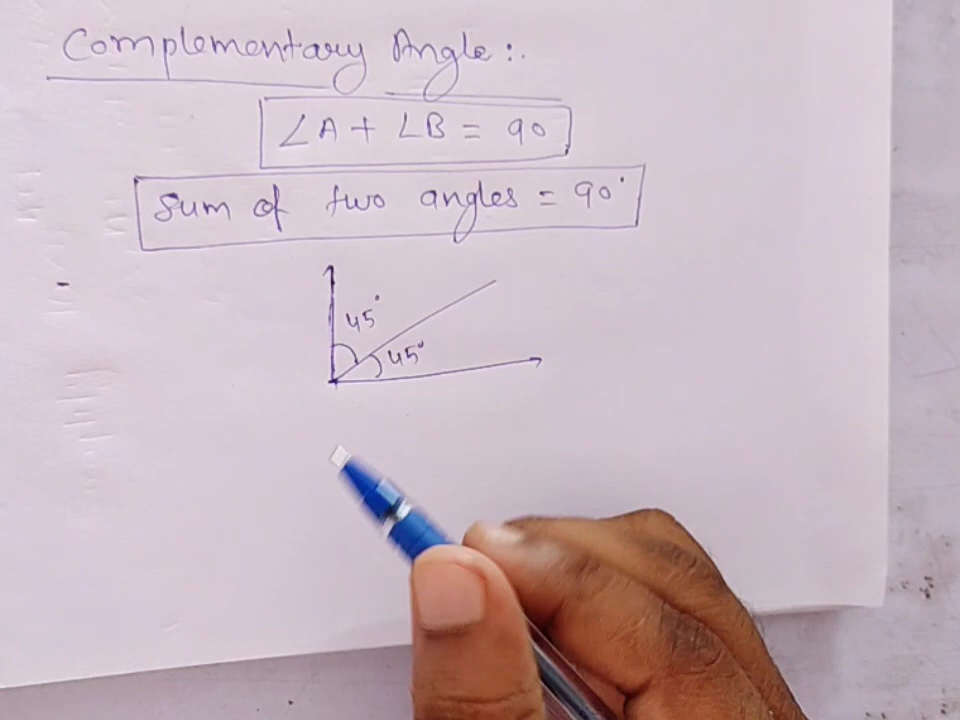 Complementary Angle:.
∠A + ∠B = 90
Sum of two angles = 90°
45°
45°